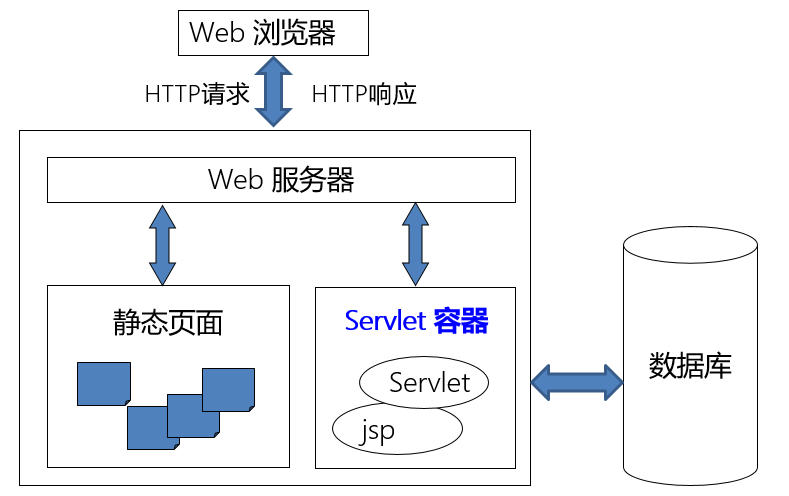 Web 浏览器
HTTP请求
HTTP响应
Web 服务器
静态页面
Servlet 容器
Servlet
jsp
数据库